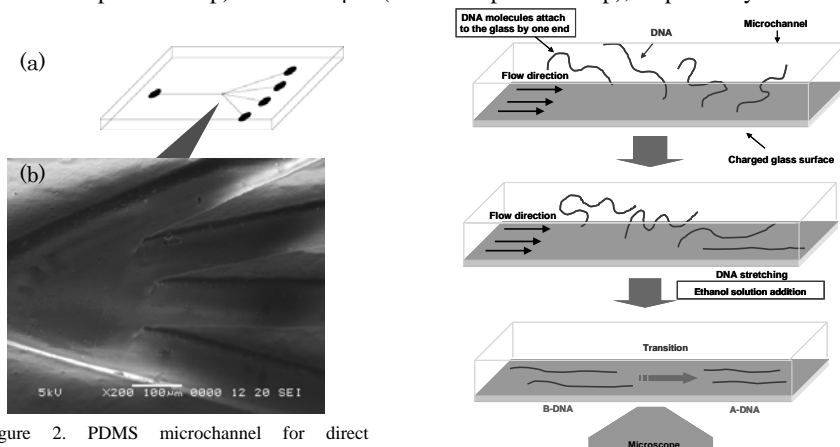 (a)
(b)
5kV X200 100μm 0000 12 20 SEI
gure 2. PDMS microchannel for direct
DNA molecules attach
to the glass by one end
DNA
Microchannel
Flow direction
Charged glass surface
Flow direction
DNA stretching
Ethanol solution addition
Transition
B-DNA
A-DNA
Microscope